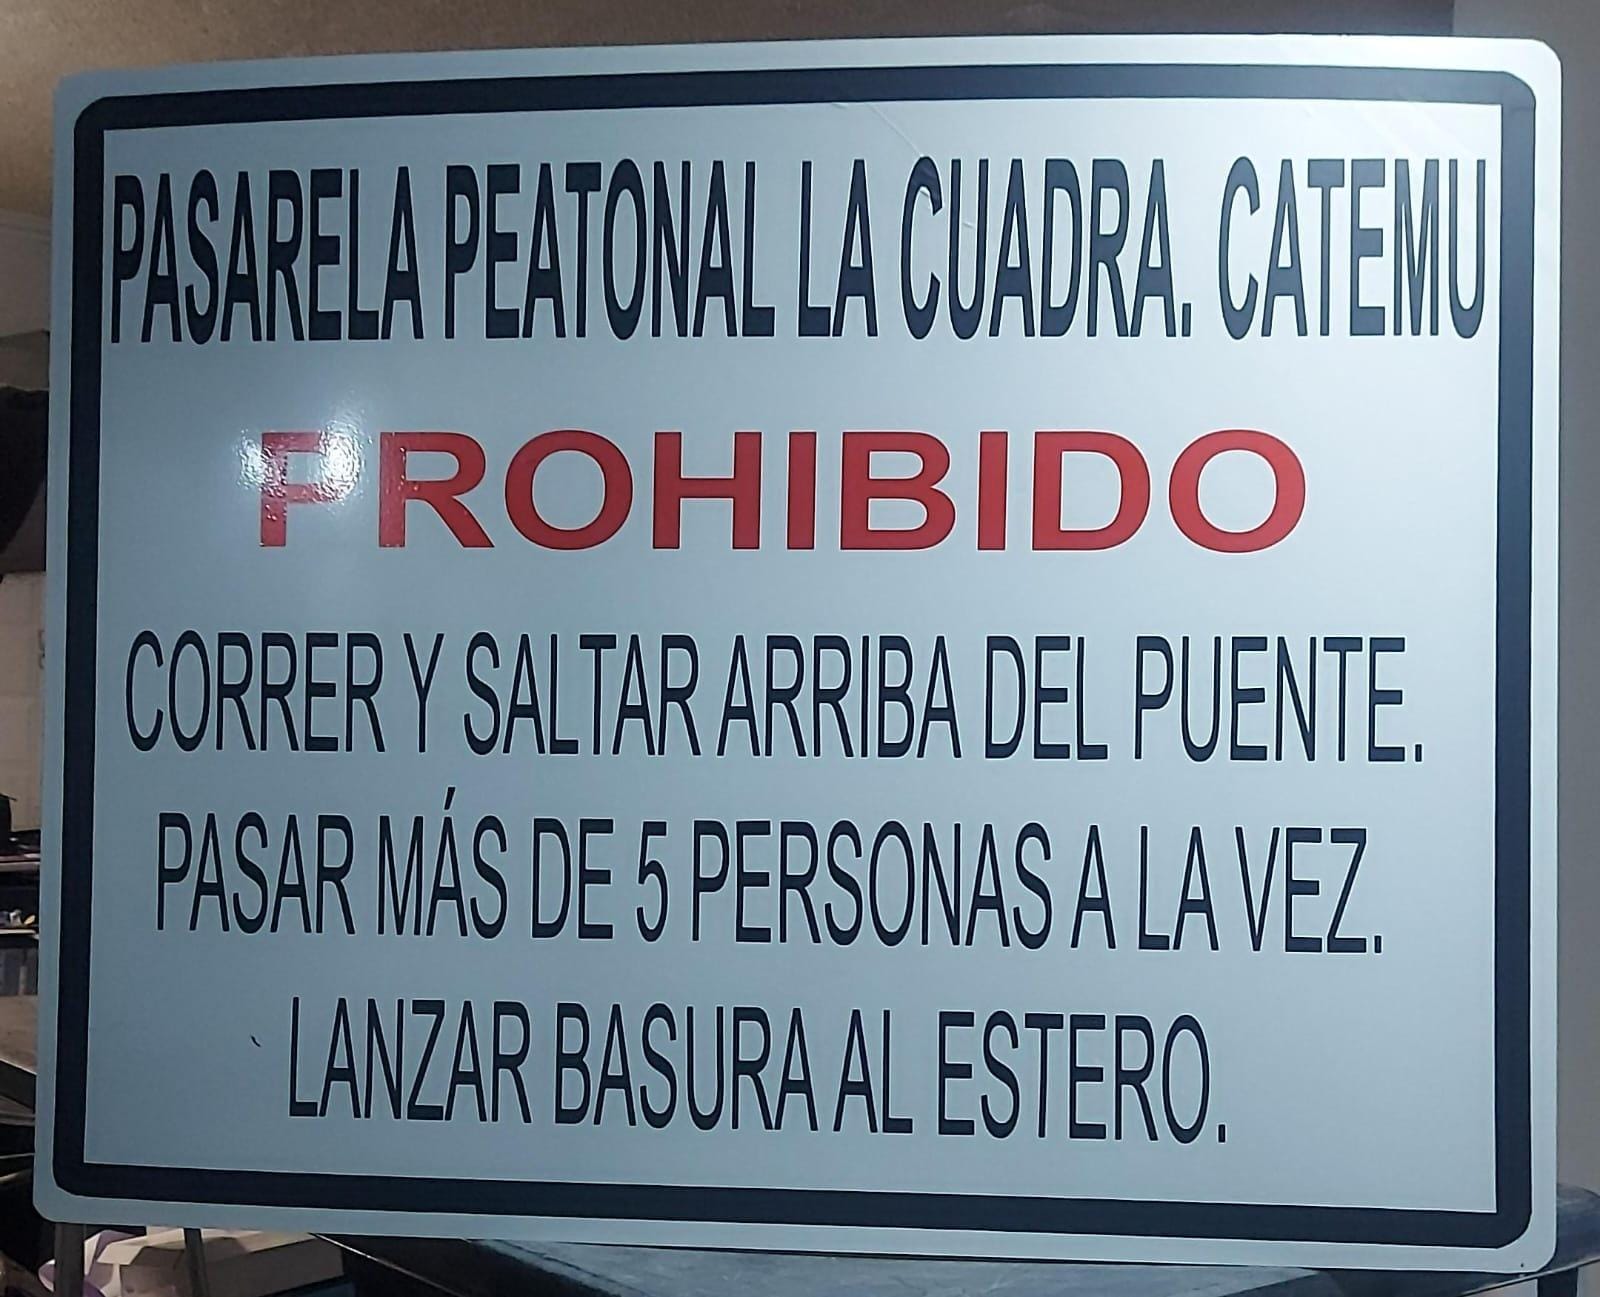 PASARELA PEATONAL LA CUADRA. CATEMU
PROHIBIDO
CORRER Y SALTAR ARRIBA DEL PUENTE.
PASAR MÁS DE 5 PERSONAS A LA VEZ.
LANZAR BASURA AL ESTERO.